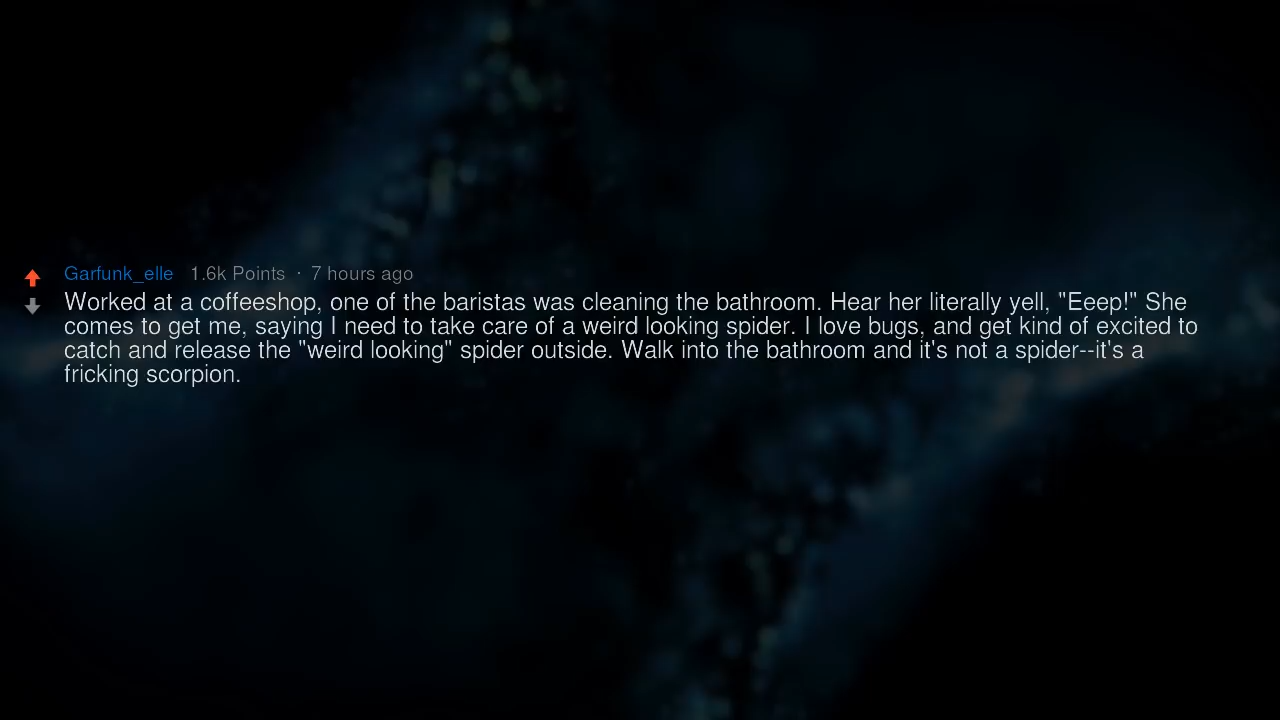 Garfunk_elle 1.6k Points · 7 hours ago
Worked at a coffeeshop, one of the baristas was cleaning the bathroom. Hear her literally yell, "Eeep!" She
comes to get me, saying I need to take care of a weird looking spider. I love bugs, and get kind of excited to
catch and release the "weird looking" spider outside. Walk into the bathroom and it's not a spider--it's a
fricking scorpion.